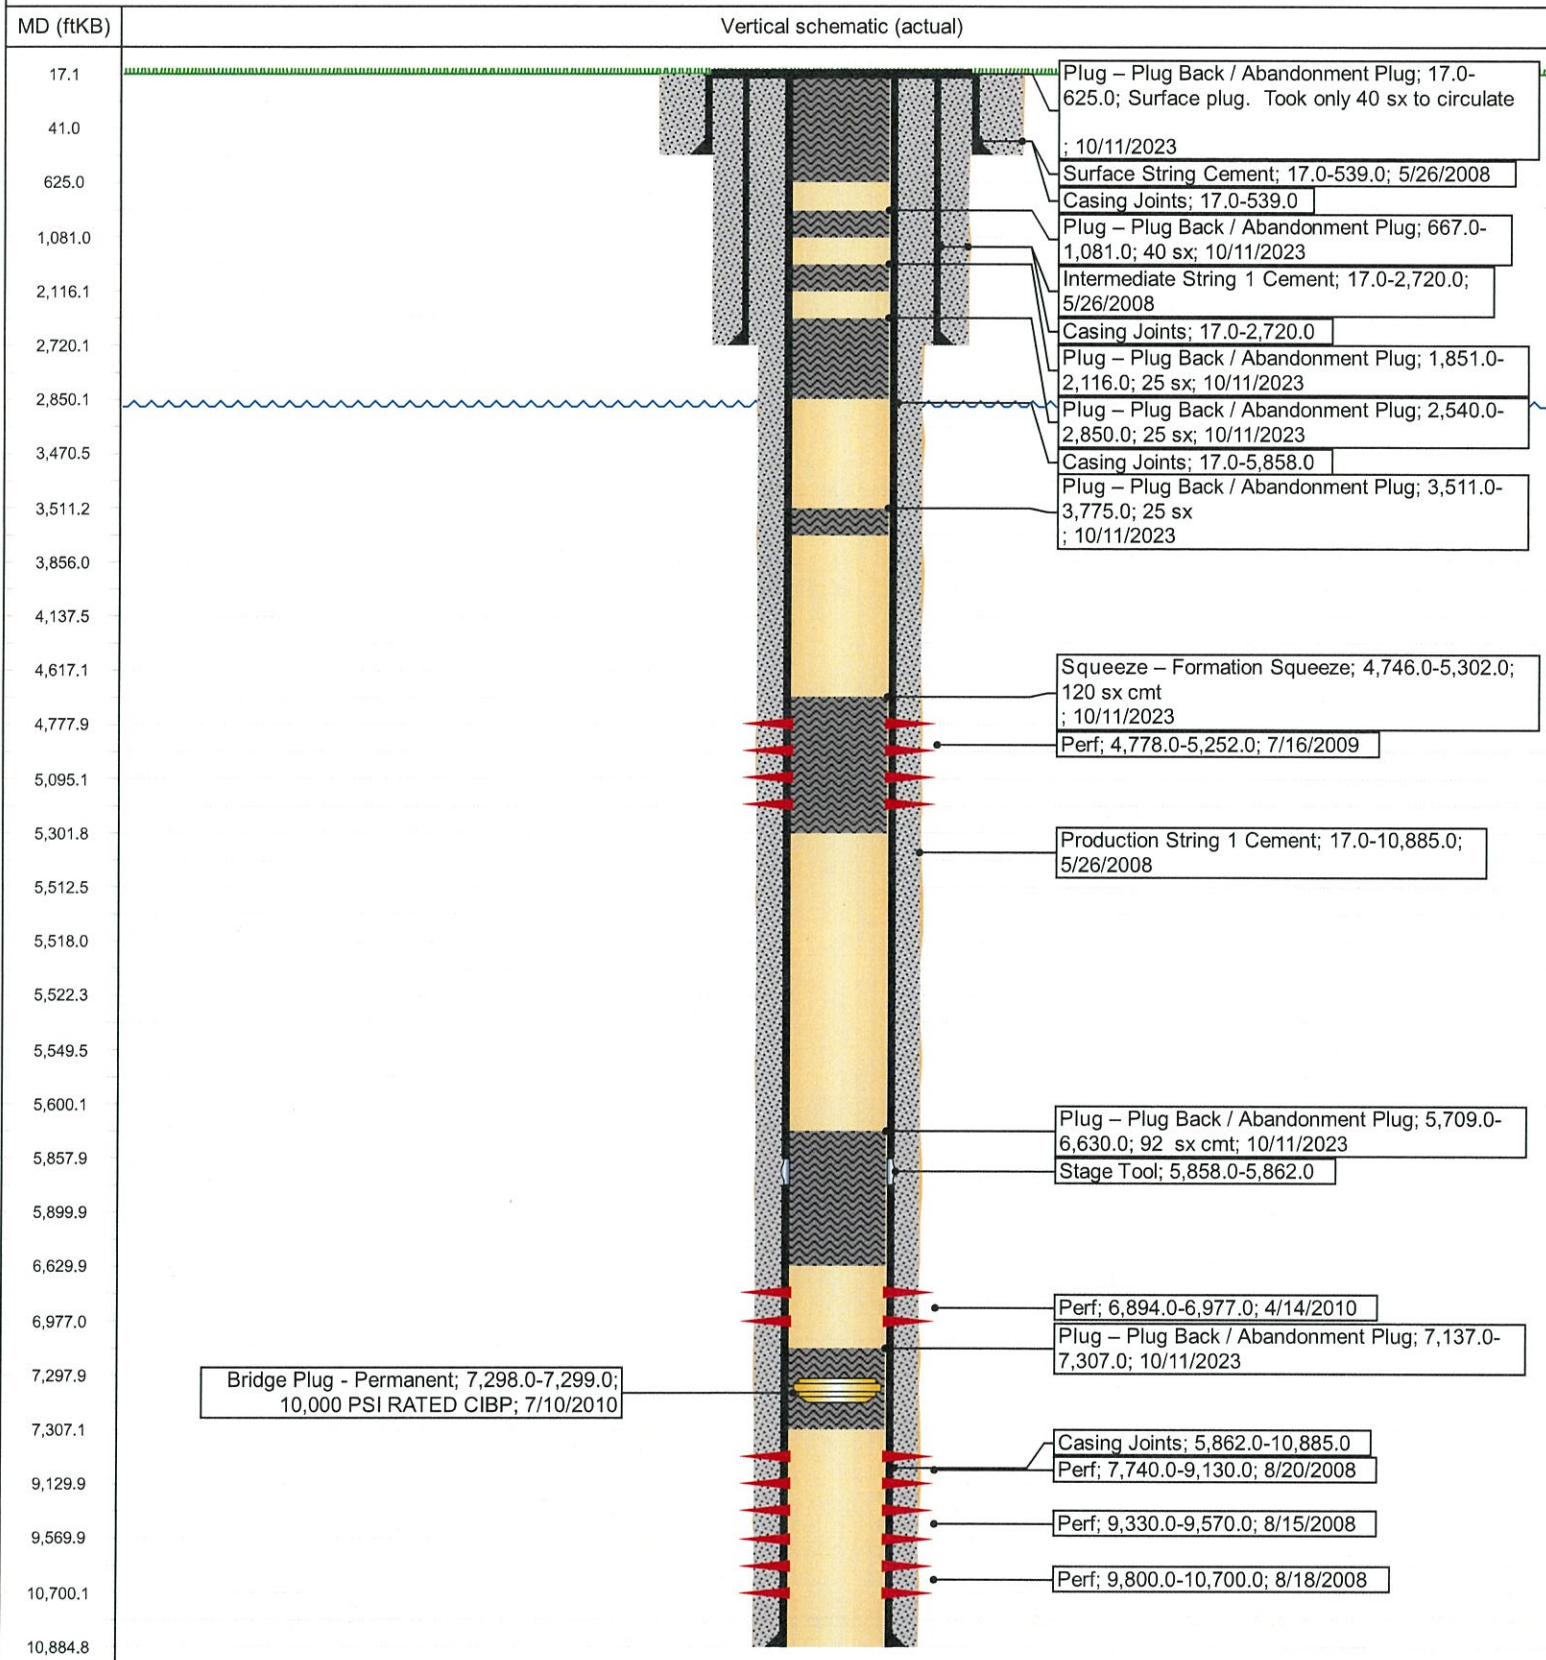 MD (ftKB)
Vertical schematic (actual)
17.1
41.0
625.0
1,081.0
2,116.1
2,720.1
2,850.1
3,470.5
3,511.2
3,856.0
4,137.5
4,617.1
4,777.9
5,095.1
5,301.8
5,512.5
5,518.0
5,522.3
5,549.5
5,600.1
5,857.9
5,899.9
6,629.9
6,977.0
7,297.9
7,307.1
9,129.9
9,569.9
10,700.1
10,884.8
Plug – Plug Back / Abandonment Plug; 17.0-
625.0; Surface plug. Took only 40 sx to circulate
; 10/11/2023
Surface String Cement; 17.0-539.0; 5/26/2008
Casing Joints; 17.0-539.0
Plug – Plug Back / Abandonment Plug; 667.0-
1,081.0; 40 sx; 10/11/2023
Intermediate String 1 Cement; 17.0-2,720.0;
5/26/2008
Casing Joints; 17.0-2,720.0
Plug – Plug Back / Abandonment Plug; 1,851.0-
2,116.0; 25 sx; 10/11/2023
Plug – Plug Back / Abandonment Plug; 2,540.0-
2,850.0; 25 sx; 10/11/2023
Casing Joints; 17.0-5,858.0
Plug – Plug Back / Abandonment Plug; 3,511.0-
3,775.0; 25 sx
; 10/11/2023
Squeeze – Formation Squeeze; 4,746.0-5,302.0;
120 sx cmt
; 10/11/2023
Perf; 4,778.0-5,252.0; 7/16/2009
Production String 1 Cement; 17.0-10,885.0;
5/26/2008
Plug – Plug Back / Abandonment Plug; 5,709.0-
6,630.0; 92 sx cmt; 10/11/2023
Stage Tool; 5,858.0-5,862.0
Perf; 6,894.0-6,977.0; 4/14/2010
Plug – Plug Back / Abandonment Plug; 7,137.0-
7,307.0; 10/11/2023
Bridge Plug - Permanent; 7,298.0-7,299.0;
10,000 PSI RATED CIBP; 7/10/2010
Casing Joints; 5,862.0-10,885.0
Perf; 7,740.0-9,130.0; 8/20/2008
Perf; 9,330.0-9,570.0; 8/15/2008
Perf; 9,800.0-10,700.0; 8/18/2008